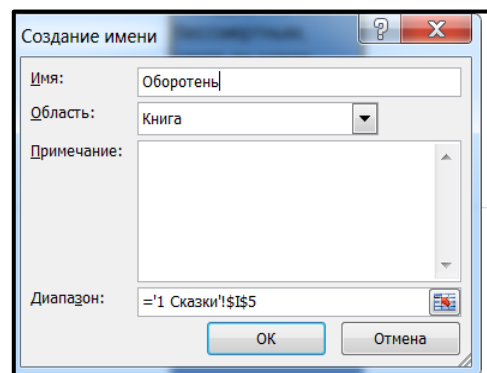 Создание имени
Имя: Оборотень
Область: Книга
Примечание:
Диапазон: ='1 Сказки'!$I$5
ОК Отмена